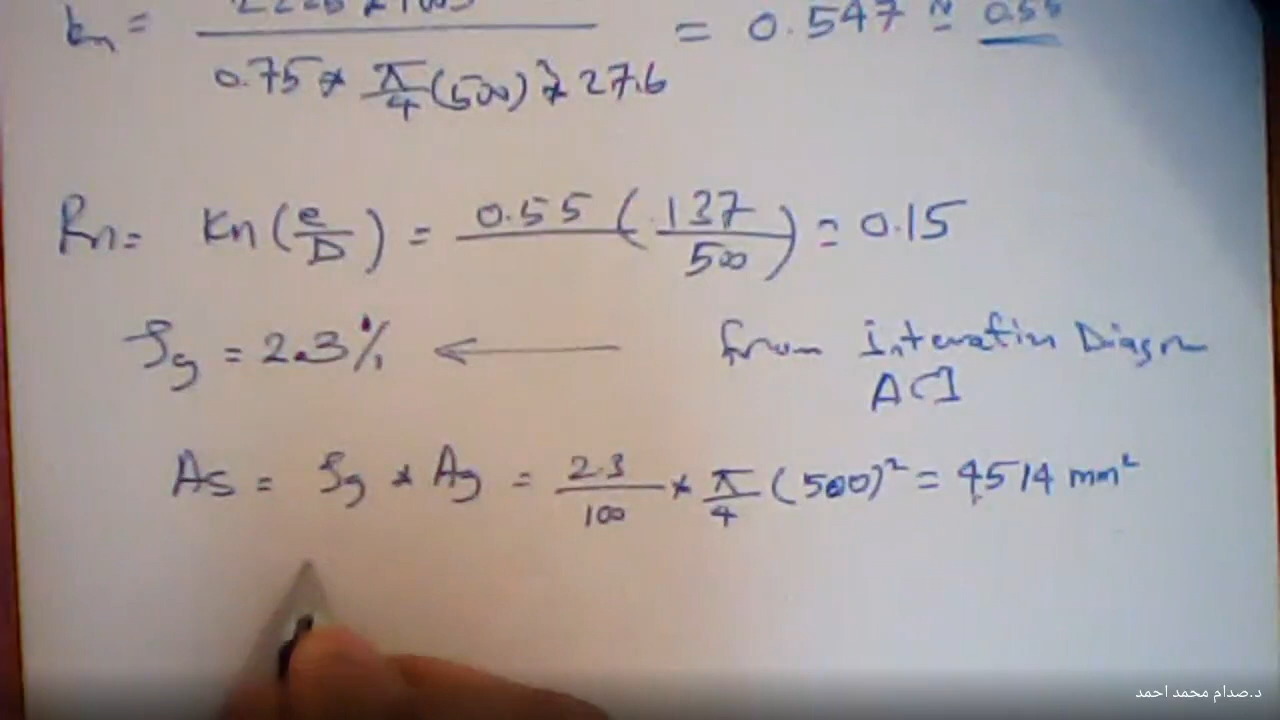 Kn =
0.75 * π/4 (500)² * 27.6 = 0.547 ≈ 0.55
Rn = Kn (e/D) = 0.55 (137/500) = 0.15
ρg = 2.3% ← from Interaction Diagram
ACI
As = ρg * Ag = 2.3/100 * π/4 (500)² = 4514 mm²
د.صدام محمد احمد